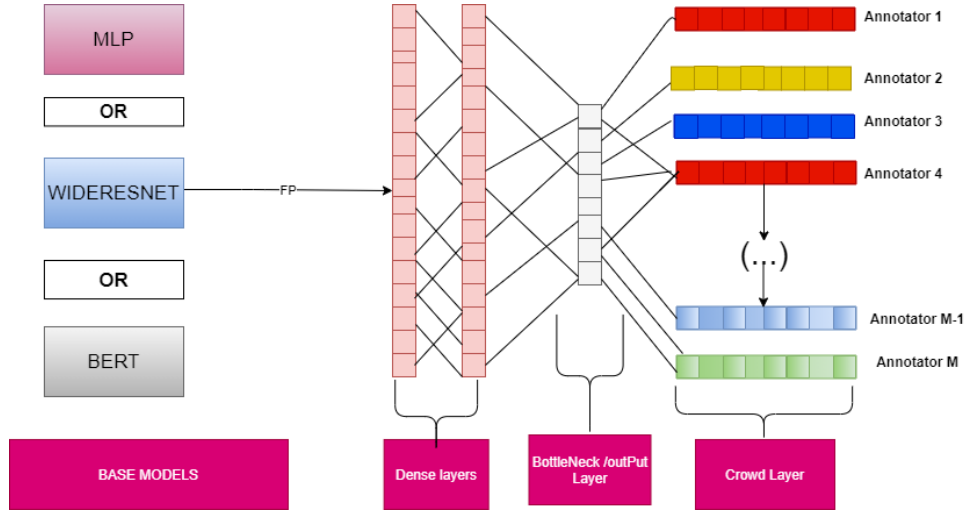 MLP
OR
WIDERESNET
OR
BERT
BASE MODELS
FP
Dense layers
BottleNeck /outPut
Layer
Annotator 1
Annotator 2
Annotator 3
Annotator 4
(...)
Annotator M-1
Annotator M
Crowd Layer